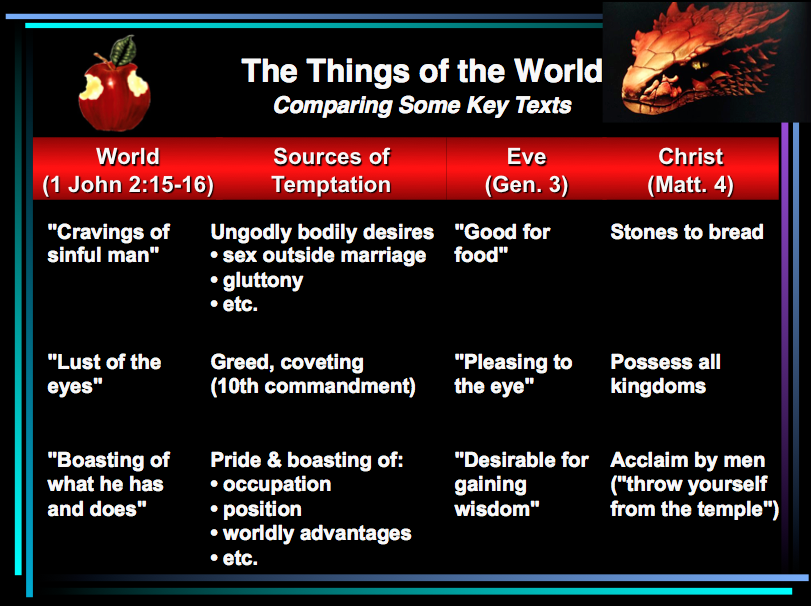 The Things of the World
Comparing Some Key Texts
World
(1 John 2:15-16)
Sources of
Temptation
Eve
(Gen. 3)
Christ
(Matt. 4)
"Cravings of
sinful man"
Ungodly bodily desires
• sex outside marriage
• gluttony
• etc.
"Good for
food"
Stones to bread
"Lust of the
eyes"
Greed, coveting
(10th commandment)
"Pleasing to
the eye"
Possess all
kingdoms
"Boasting of
what he has
and does"
Pride & boasting of:
• occupation
• position
• worldly advantages
• etc.
"Desirable for
gaining
wisdom"
Acclaim by men
("throw yourself
from the temple")